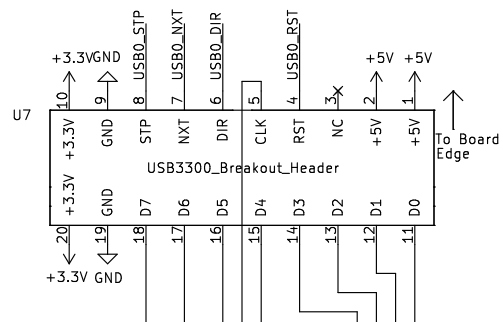 USB0_STP
USB0_NXT
USB0_DIR
USB0_RST
+3.3V
GND
+5V
+5V
10
9
8
7
6
5
4
3
2
1
U7
+3.3V
GND
STP
NXT
DIR
CLK
RST
NC
+5V
+5V
To Board
Edge
USB3300_Breakout_Header
+3.3V
GND
D7
D6
D5
D4
D3
D2
D1
D0
20
19
18
17
16
15
14
13
12
11
+3.3V
GND